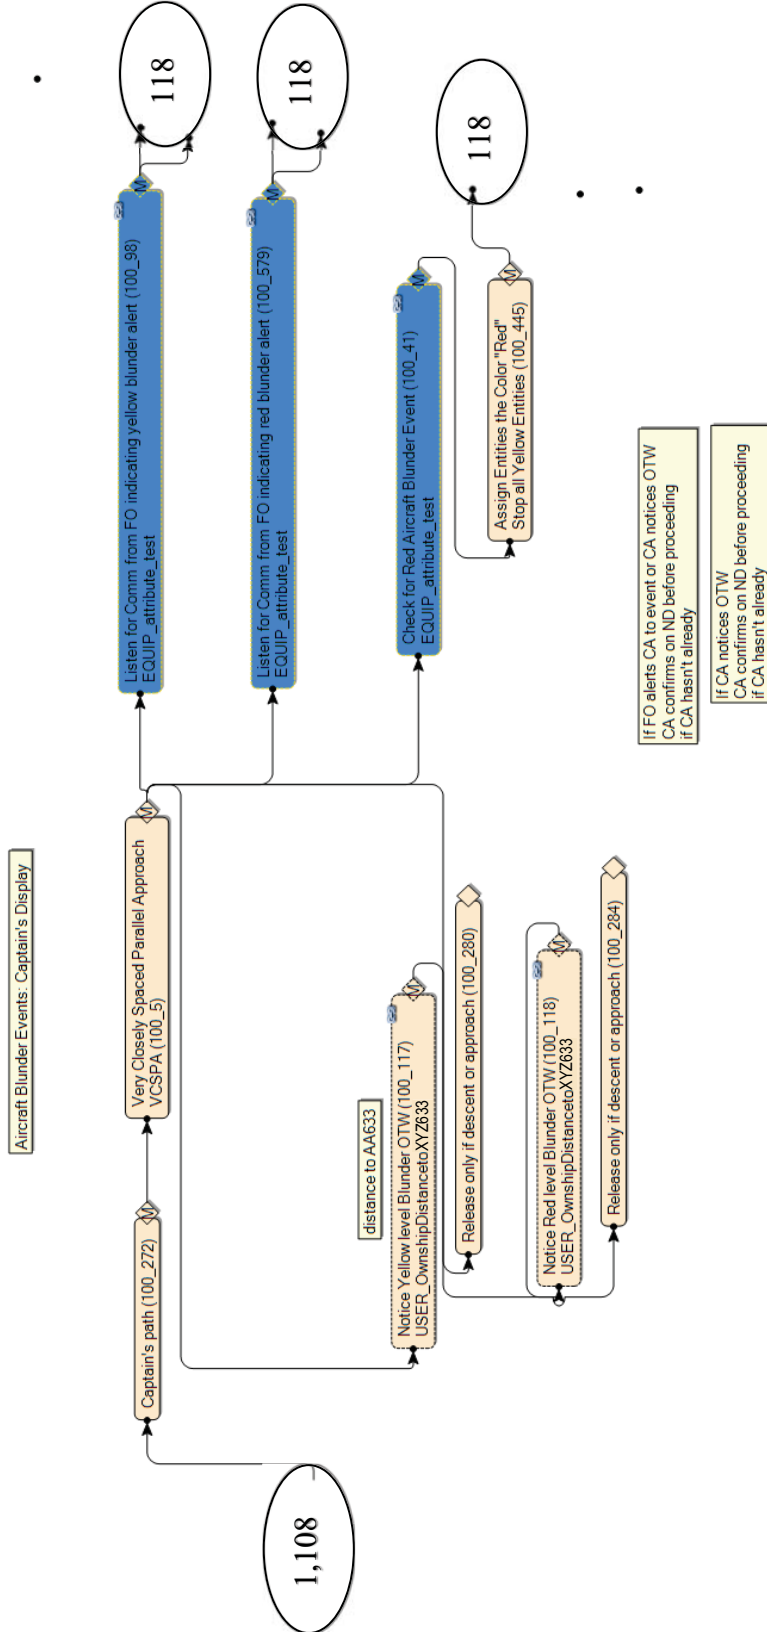 Aircraft Blunder Events: Captain's Display
1,108
Captain's path (100_272)
M
Very Closely Spaced Parallel Approach
VCSPA (100_5)
M
Listen for Comm from FO indicating yellow blunder alert (100_98)
EQUIP_attribute_test
M
118
Listen for Comm from FO indicating red blunder alert (100_579)
EQUIP_attribute_test
M
118
Check for Red Aircraft Blunder Event (100_41)
EQUIP_attribute_test
M
Assign Entities the Color "Red"
Stop all Yellow Entities (100_445)
M
118
distance to AA633
Notice Yellow level Blunder OTW (100_117)
USER_OwnshipDistancetoXYZ633
M
Release only if descent or approach (100_280)
Notice Red level Blunder OTW (100_118)
USER_OwnshipDistancetoXYZ633
M
Release only if descent or approach (100_284)
If FO alerts CA to event or CA notices OTW
CA confirms on ND before proceeding
if CA hasn't already
If CA notices OTW
CA confirms on ND before proceeding
if CA hasn't already